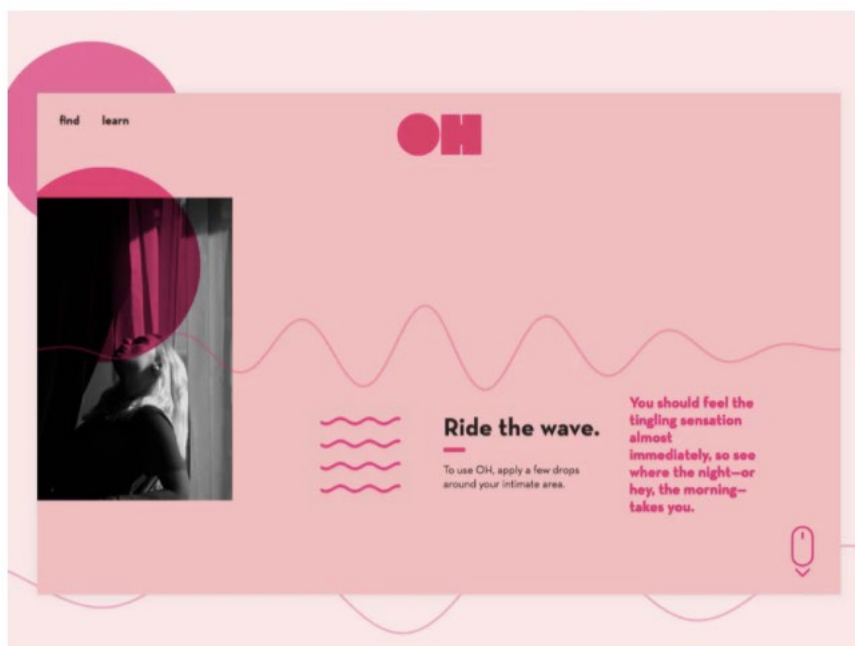 find learn
OH
Ride the wave.
To use OH, apply a few drops
around your intimate area.
You should feel the
tingling sensation
almost
immediately, so see
where the night—or
hey, the morning—
takes you.